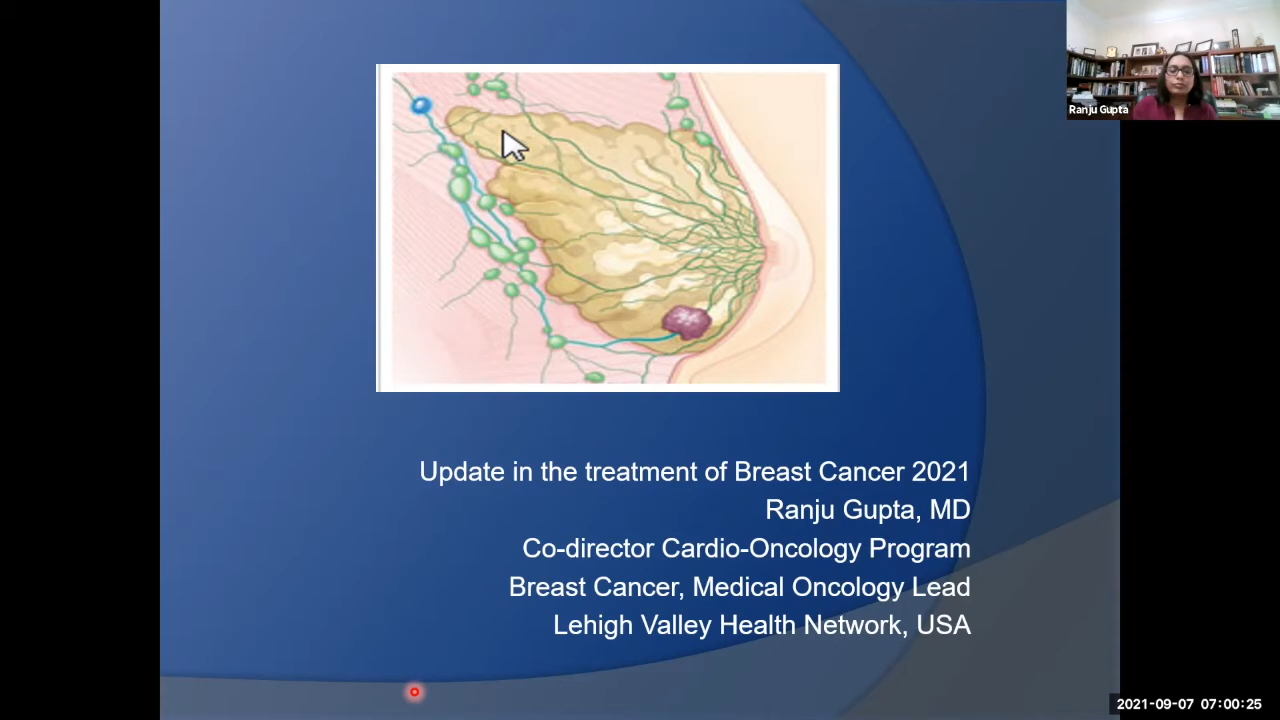 Ranju Gupta
Update in the treatment of Breast Cancer 2021
Ranju Gupta, MD
Co-director Cardio-Oncology Program
Breast Cancer, Medical Oncology Lead
Lehigh Valley Health Network, USA
2021-09-07 07:00:25